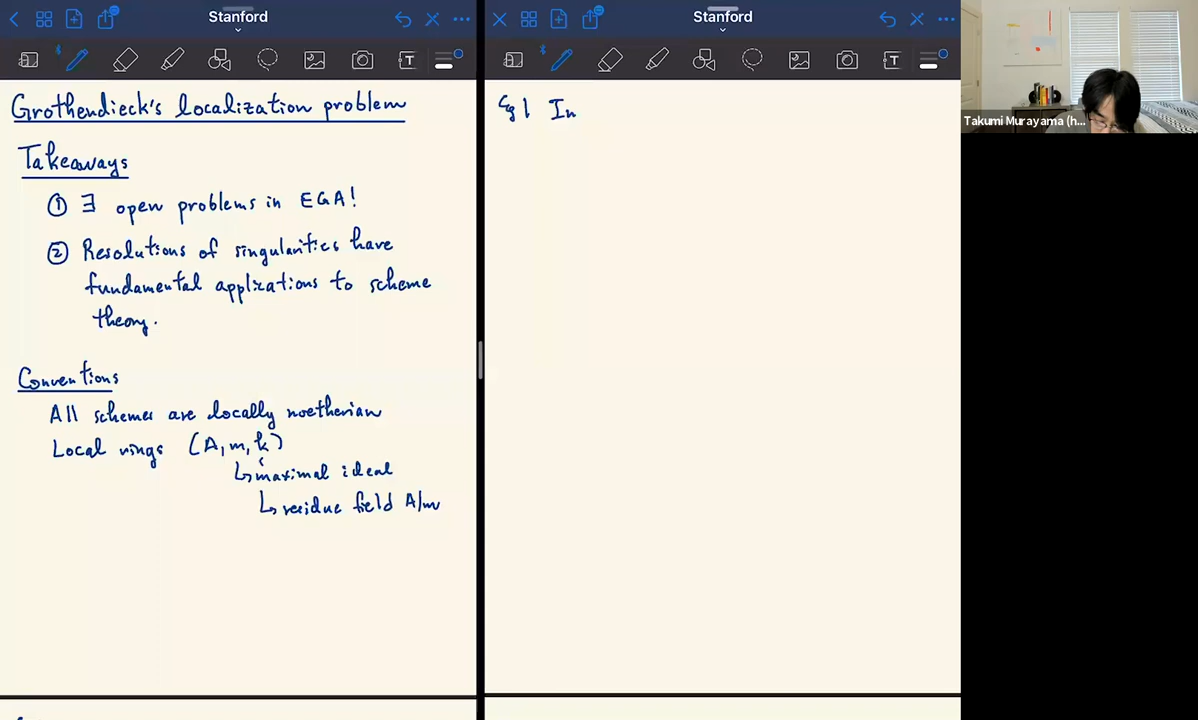 Stanford
Grothendieck's localization problem
Takeaways
① ∃ open problems in EGA!
② Resolutions of singularities have
fundamental applications to scheme
theory.
Conventions
All schemes are locally noetherian
Local rings (A, m, k)
↳ maximal ideal
↳ residue field A/m
Stanford
§1 In
Takumi Murayama (h...